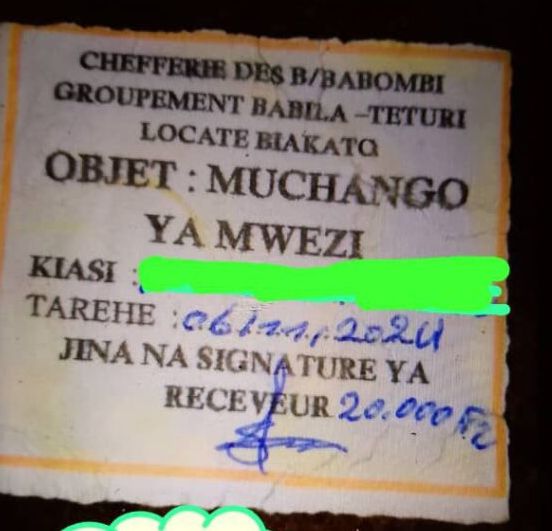 CHEFFERIE DES B/BABOMBI
GROUPEMENT BABILA -TETURI
LOCATE BIAKATO
OBJET : MUCHANGO
YA MWEZI
KIASI :
TAREHE : 06/11, 2024
JINA NA SIGNATURE YA
RECEVEUR 20.000 Fc